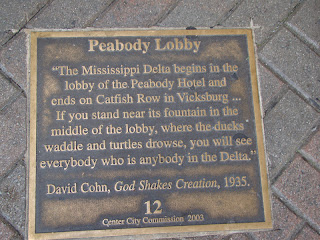 Peabody Lobby
"The Mississippi Delta begins in the
lobby of the Peabody Hotel and
ends on Catfish Row in Vicksburg ...
If you stand near its fountain in the
middle of the lobby, where the ducks
waddle and turtles drowse, you will see
everybody who is anybody in the Delta."
David Cohn, God Shakes Creation, 1935.
12
Center City Commission 2003